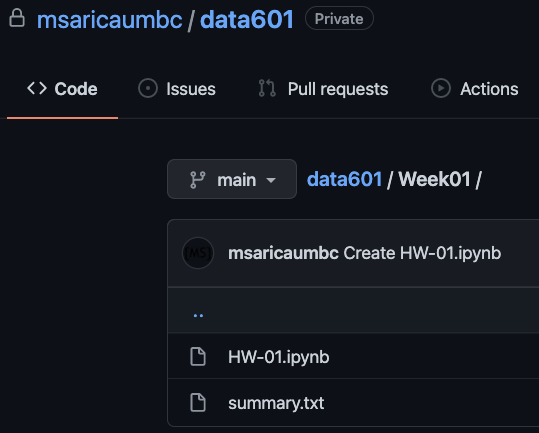 msaricaumbc / data601 Private
Code Issues Pull requests Actions
main data601 / Week01 /
MS msaricaumbc Create HW-01.ipynb
..
HW-01.ipynb
summary.txt